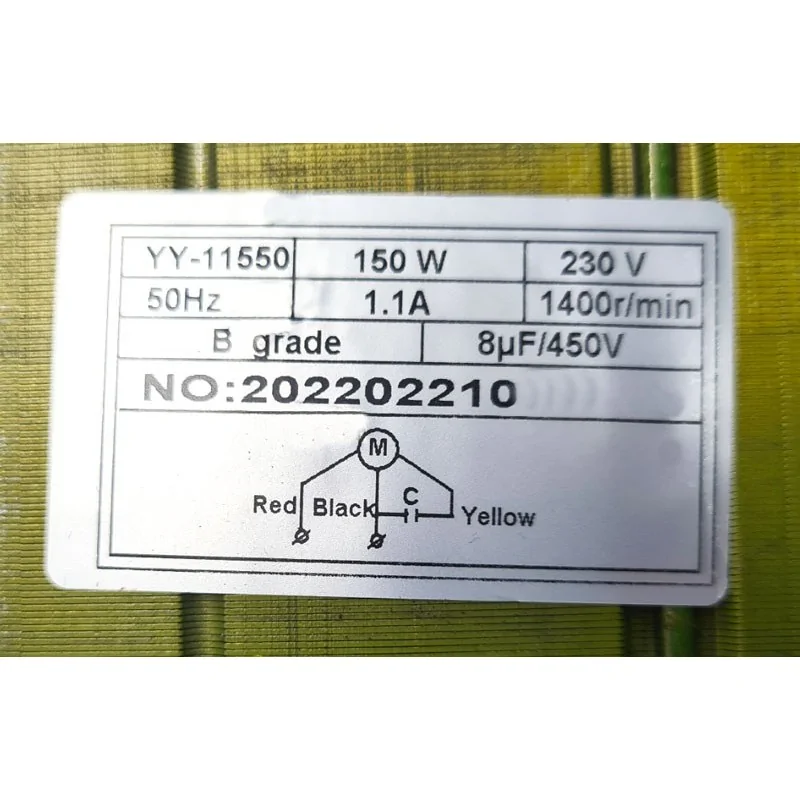 YY-11550 150 W 230 V
50Hz 1.1A 1400r/min
B grade 8µF/450V
NO:202202210
M
Red Black C Yellow